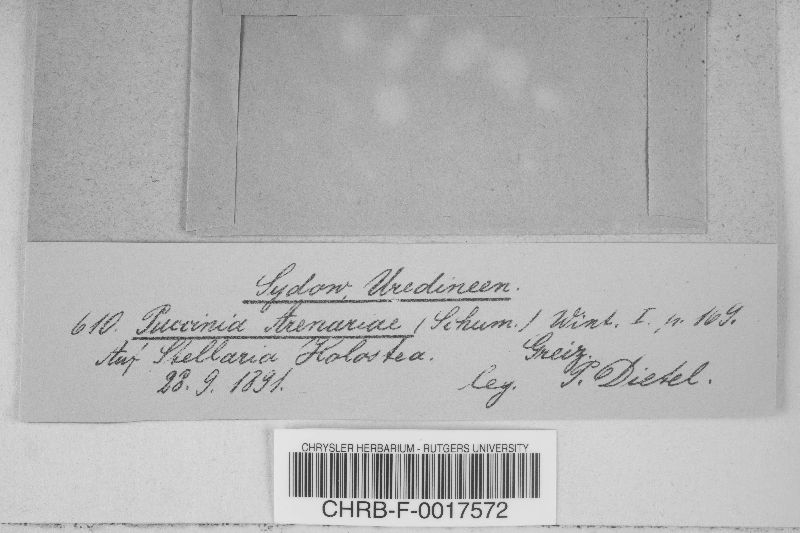 Sydow, Uredineen.
610. Puccinia Arenariae (Schum.) Wint. I. p. 169.
Auf Stellaria Holostea. Greiz.
28. 9. 1891. leg. P. Dietel.
CHRYSLER HERBARIUM - RUTGERS UNIVERSITY
CHRB-F-0017572